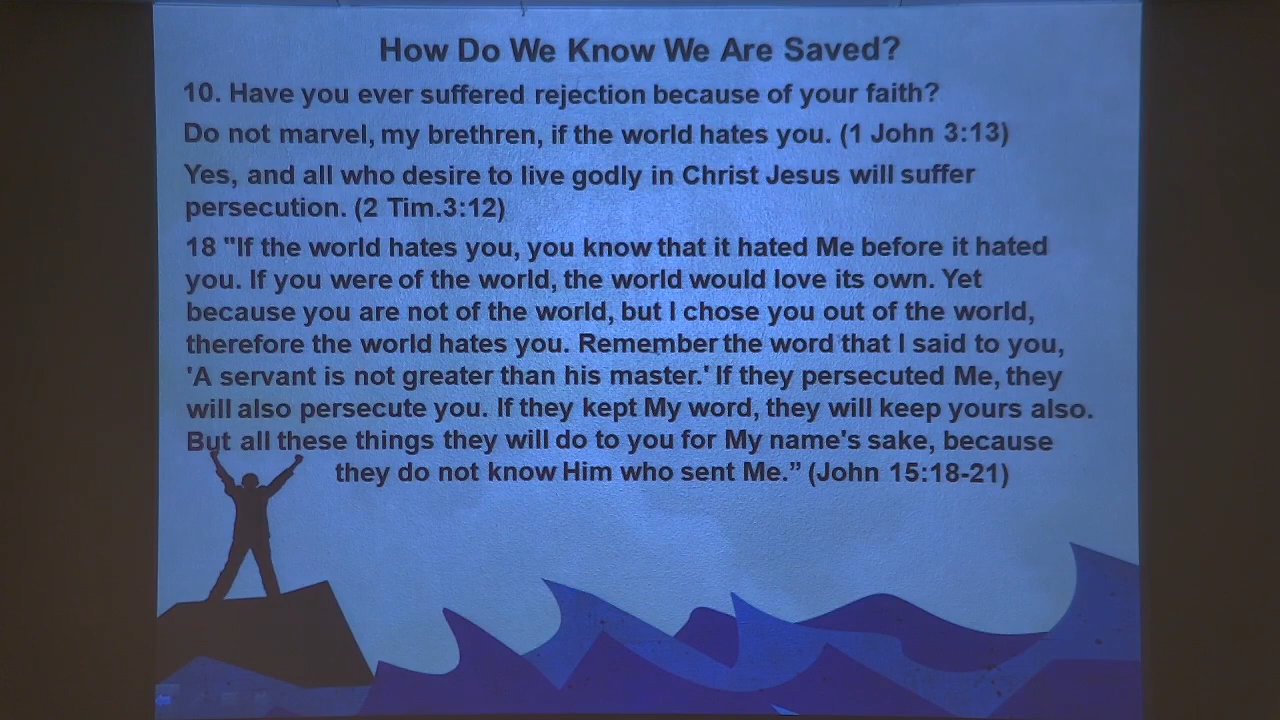 How Do We Know We Are Saved?
10. Have you ever suffered rejection because of your faith?
Do not marvel, my brethren, if the world hates you. (1 John 3:13)
Yes, and all who desire to live godly in Christ Jesus will suffer
persecution. (2 Tim.3:12)
18 "If the world hates you, you know that it hated Me before it hated
you. If you were of the world, the world would love its own. Yet
because you are not of the world, but I chose you out of the world,
therefore the world hates you. Remember the word that I said to you,
'A servant is not greater than his master.' If they persecuted Me, they
will also persecute you. If they kept My word, they will keep yours also.
But all these things they will do to you for My name's sake, because
they do not know Him who sent Me.” (John 15:18-21)